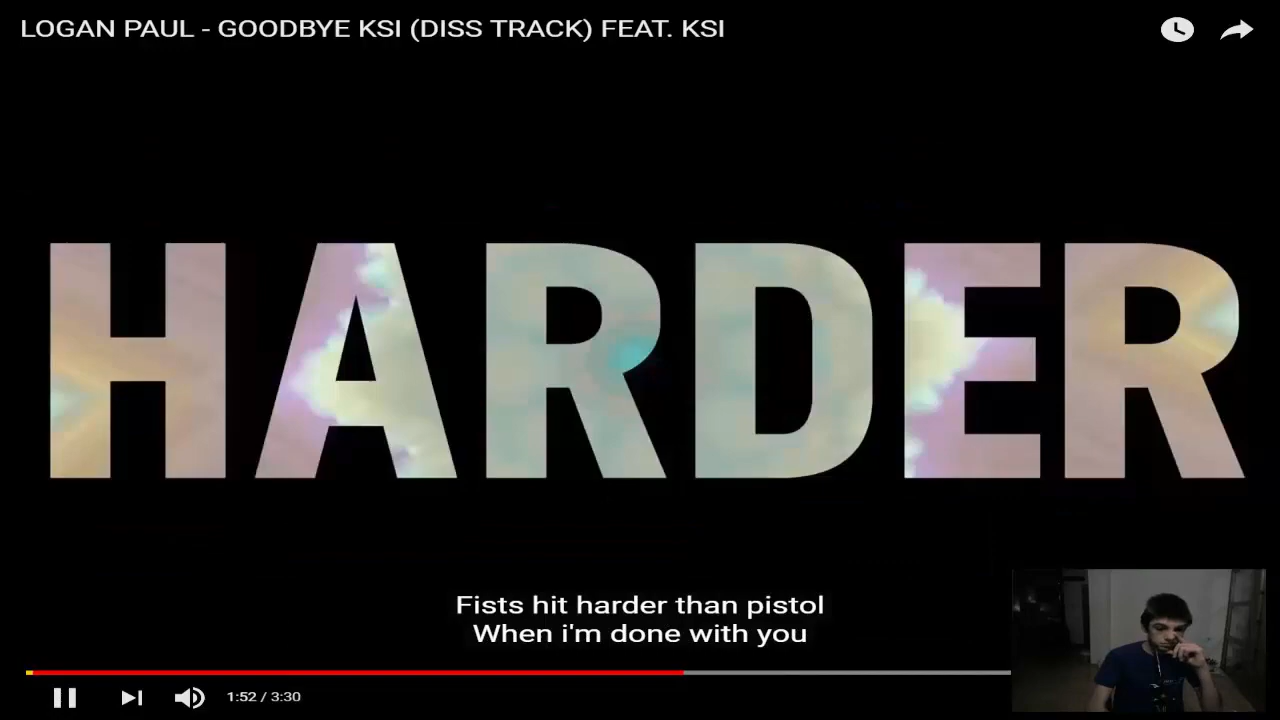 LOGAN PAUL - GOODBYE KSI (DISS TRACK) FEAT. KSI
HARDER
Fists hit harder than pistol
When i'm done with you
1:52 / 3:30